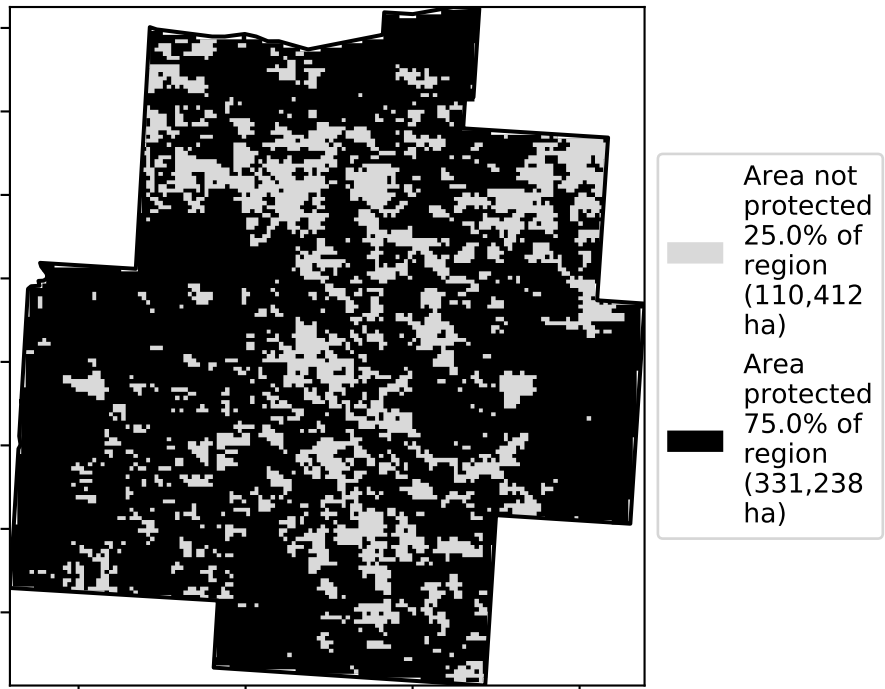 Area not
protected
25.0% of
region
(110,412
ha)
Area
protected
75.0% of
region
(331,238
ha)